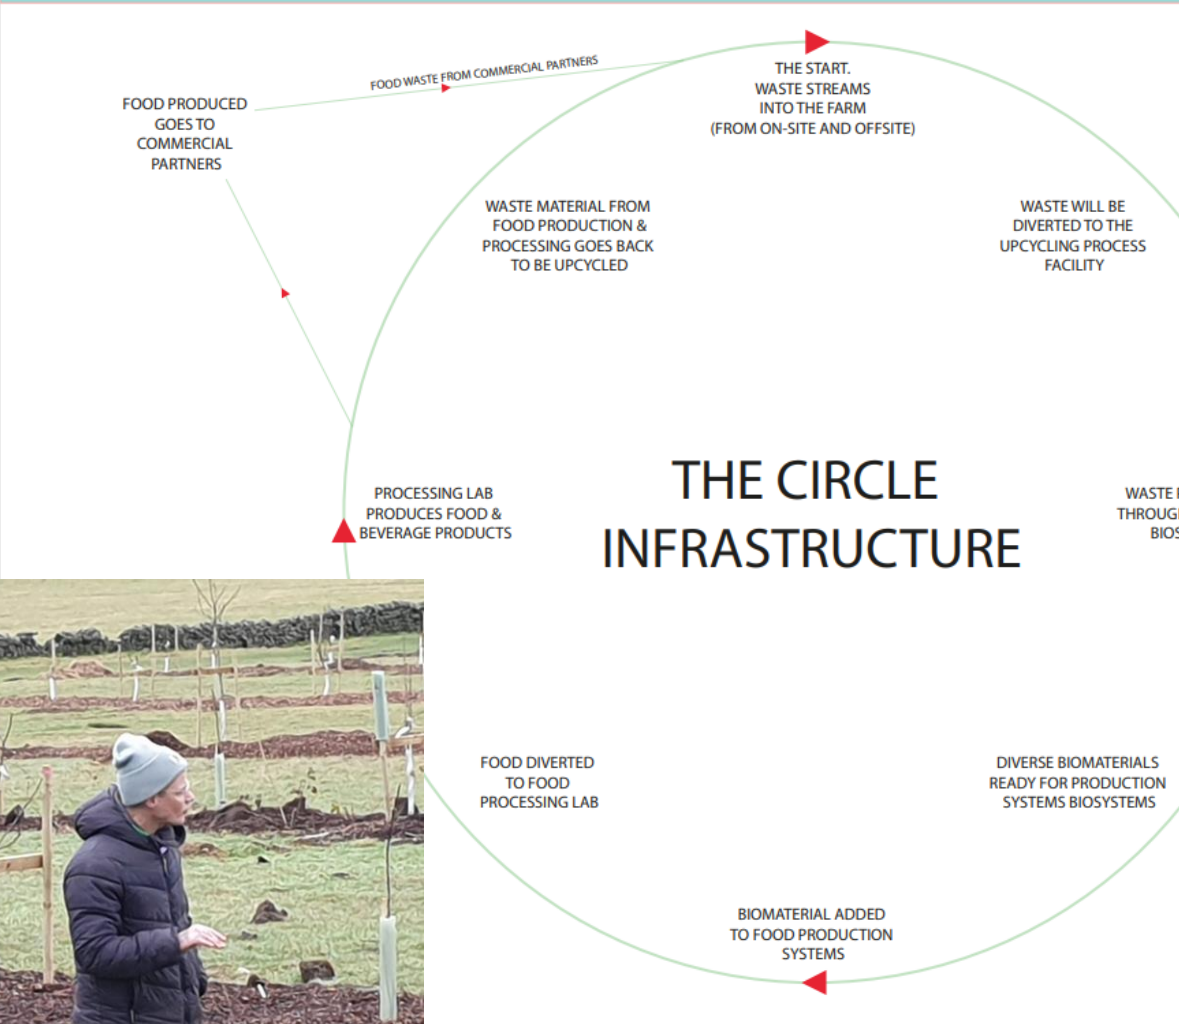 FOOD WASTE FROM COMMERCIAL PARTNERS
FOOD PRODUCED
GOES TO
COMMERCIAL
PARTNERS
THE START.
WASTE STREAMS
INTO THE FARM
(FROM ON-SITE AND OFFSITE)
WASTE MATERIAL FROM
FOOD PRODUCTION &
PROCESSING GOES BACK
TO BE UPCYCLED
WASTE WILL BE
DIVERTED TO THE
UPCYCLING PROCESS
FACILITY
THE CIRCLE
INFRASTRUCTURE
PROCESSING LAB
PRODUCES FOOD &
BEVERAGE PRODUCTS
WASTE
FOOD DIVERTED
TO FOOD
PROCESSING LAB
DIVERSE BIOMATERIALS
READY FOR PRODUCTION
SYSTEMS BIOSYSTEMS
BIOMATERIAL ADDED
TO FOOD PRODUCTION
SYSTEMS